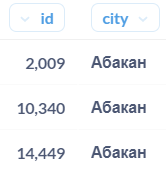 id city
2,009 Абакан
10,340 Абакан
14,449 Абакан